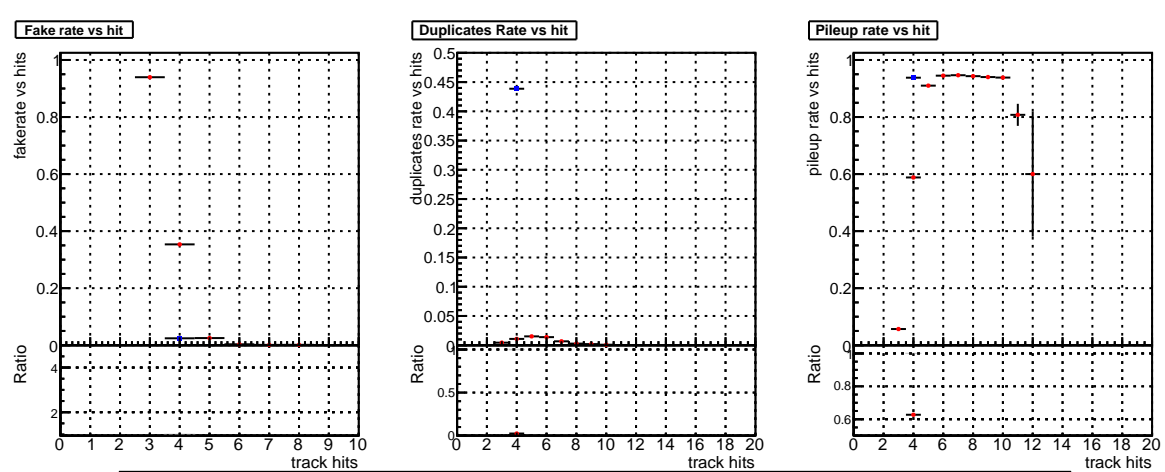 Fake rate vs hit
fakerate vs hits
1
0.8
0.6
0.4
0.2
0
Ratio
4
2
0 1 2 3 4 5 6 7 8 9 10
track hits
Duplicates Rate vs hit
duplicates rate vs hits
0.5
0.45
0.4
0.35
0.3
0.25
0.2
0.15
0.1
0.05
0
Ratio
1
0.5
0 2 4 6 8 10 12 14 16 18 20
track hits
Pileup rate vs hit
pileup rate vs hits
1
0.8
0.6
0.4
0.2
0
Ratio
1
0.8
0.6
0 2 4 6 8 10 12 14 16 18 20
track hits